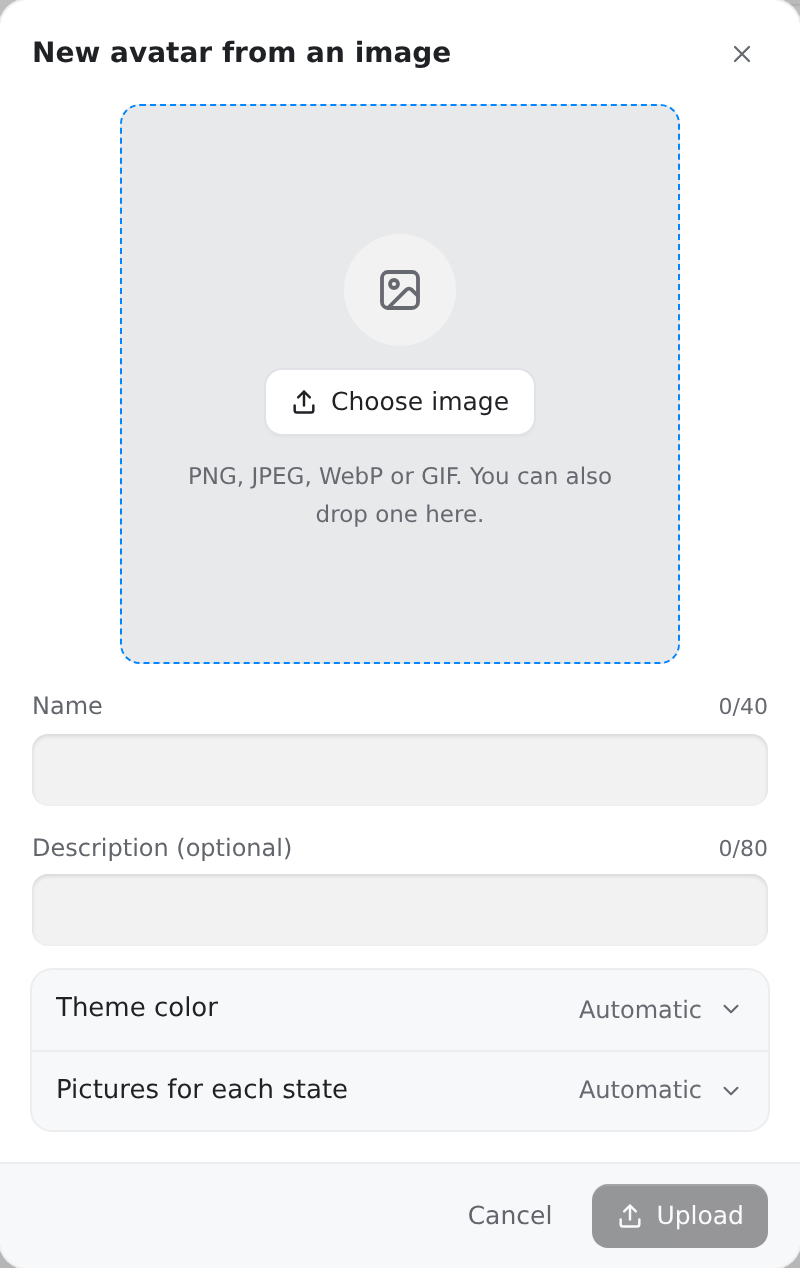 New avatar from an image
Choose image
PNG, JPEG, WebP or GIF. You can also
drop one here.
Name 0/40
Description (optional) 0/80
Theme color Automatic
Pictures for each state Automatic
Cancel Upload